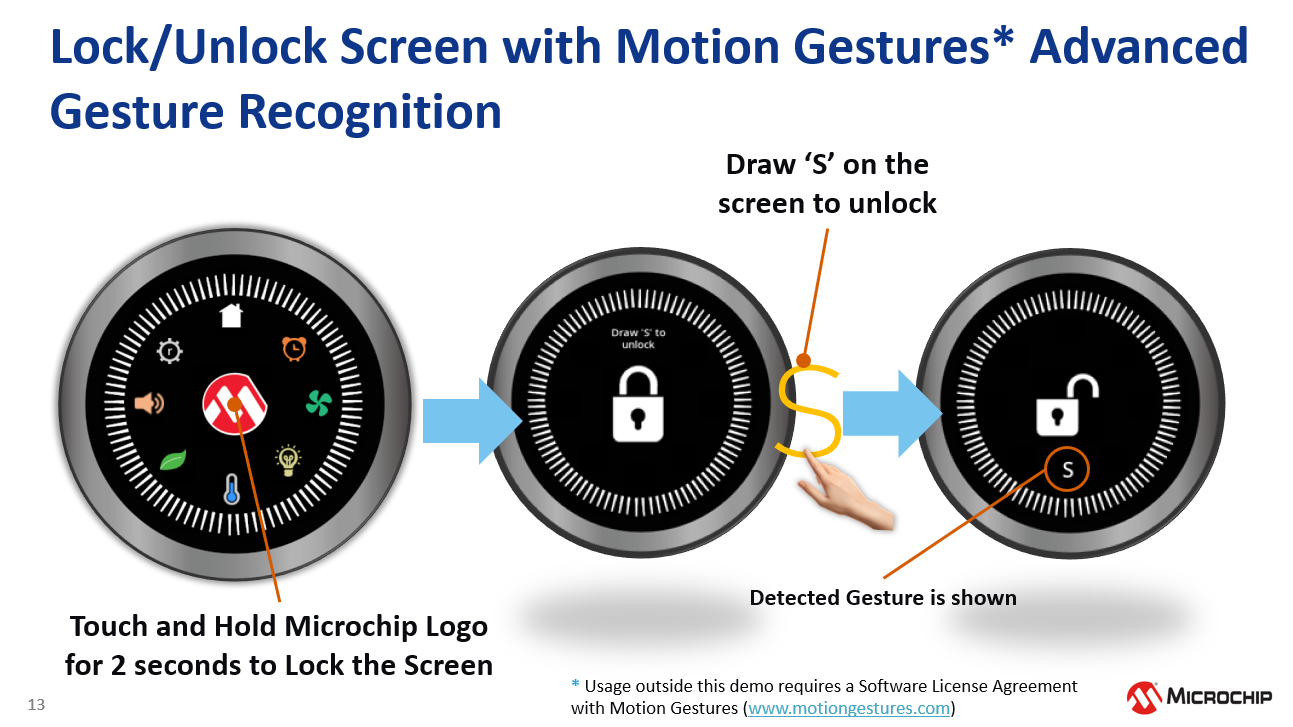 Lock/Unlock Screen with Motion Gestures* Advanced
Gesture Recognition
Draw ‘S’ on the
screen to unlock
r
Draw 'S' to
unlock
S
S
Detected Gesture is shown
Touch and Hold Microchip Logo
for 2 seconds to Lock the Screen
* Usage outside this demo requires a Software License Agreement
with Motion Gestures (www.motiongestures.com)
13
MICROCHIP